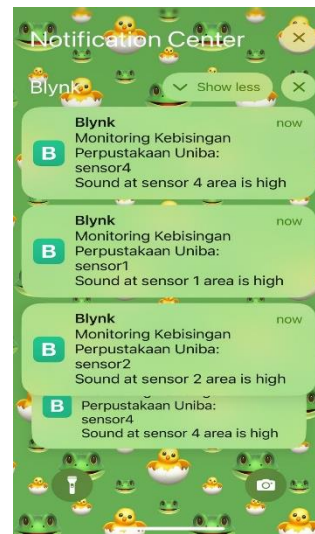 Notification Center
Blynk
Show less
Blynk
now
B
Monitoring Kebisingan
Perpustakaan Uniba:
sensor4
Sound at sensor 4 area is high
Blynk
now
B
Monitoring Kebisingan
Perpustakaan Uniba:
sensor1
Sound at sensor 1 area is high
Blynk
now
B
Monitoring Kebisingan
Perpustakaan Uniba:
sensor2
Sound at sensor 2 area is high
B
Perpustakaan Uniba:
sensor4
Sound at sensor 4 area is high